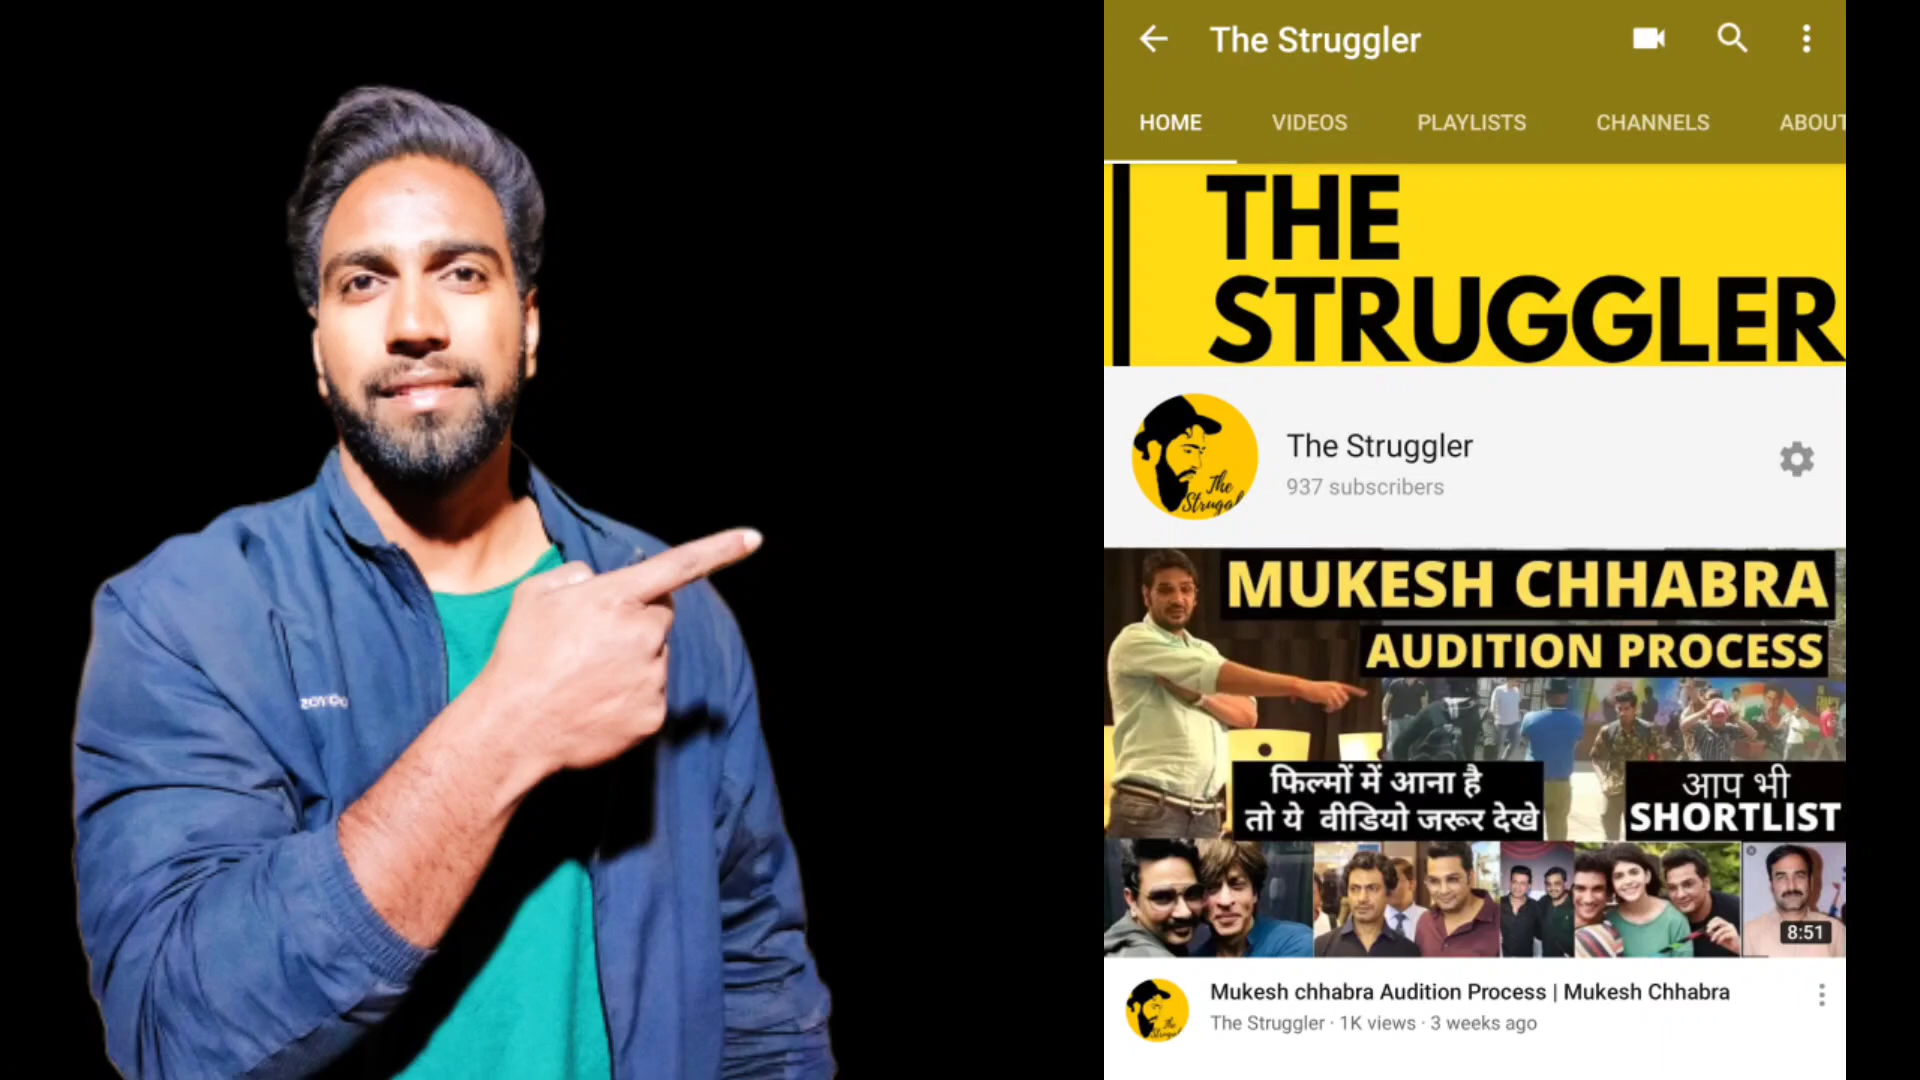 The Struggler
HOME VIDEOS PLAYLISTS CHANNELS ABOUT
THE
STRUGGLER
The Struggler
937 subscribers
MUKESH CHHABRA
AUDITION PROCESS
फिल्मों में आना है
तो ये वीडियो जरूर देखे
आप भी
SHORTLIST
8:51
Mukesh chhabra Audition Process | Mukesh Chhabra
The Struggler · 1K views · 3 weeks ago